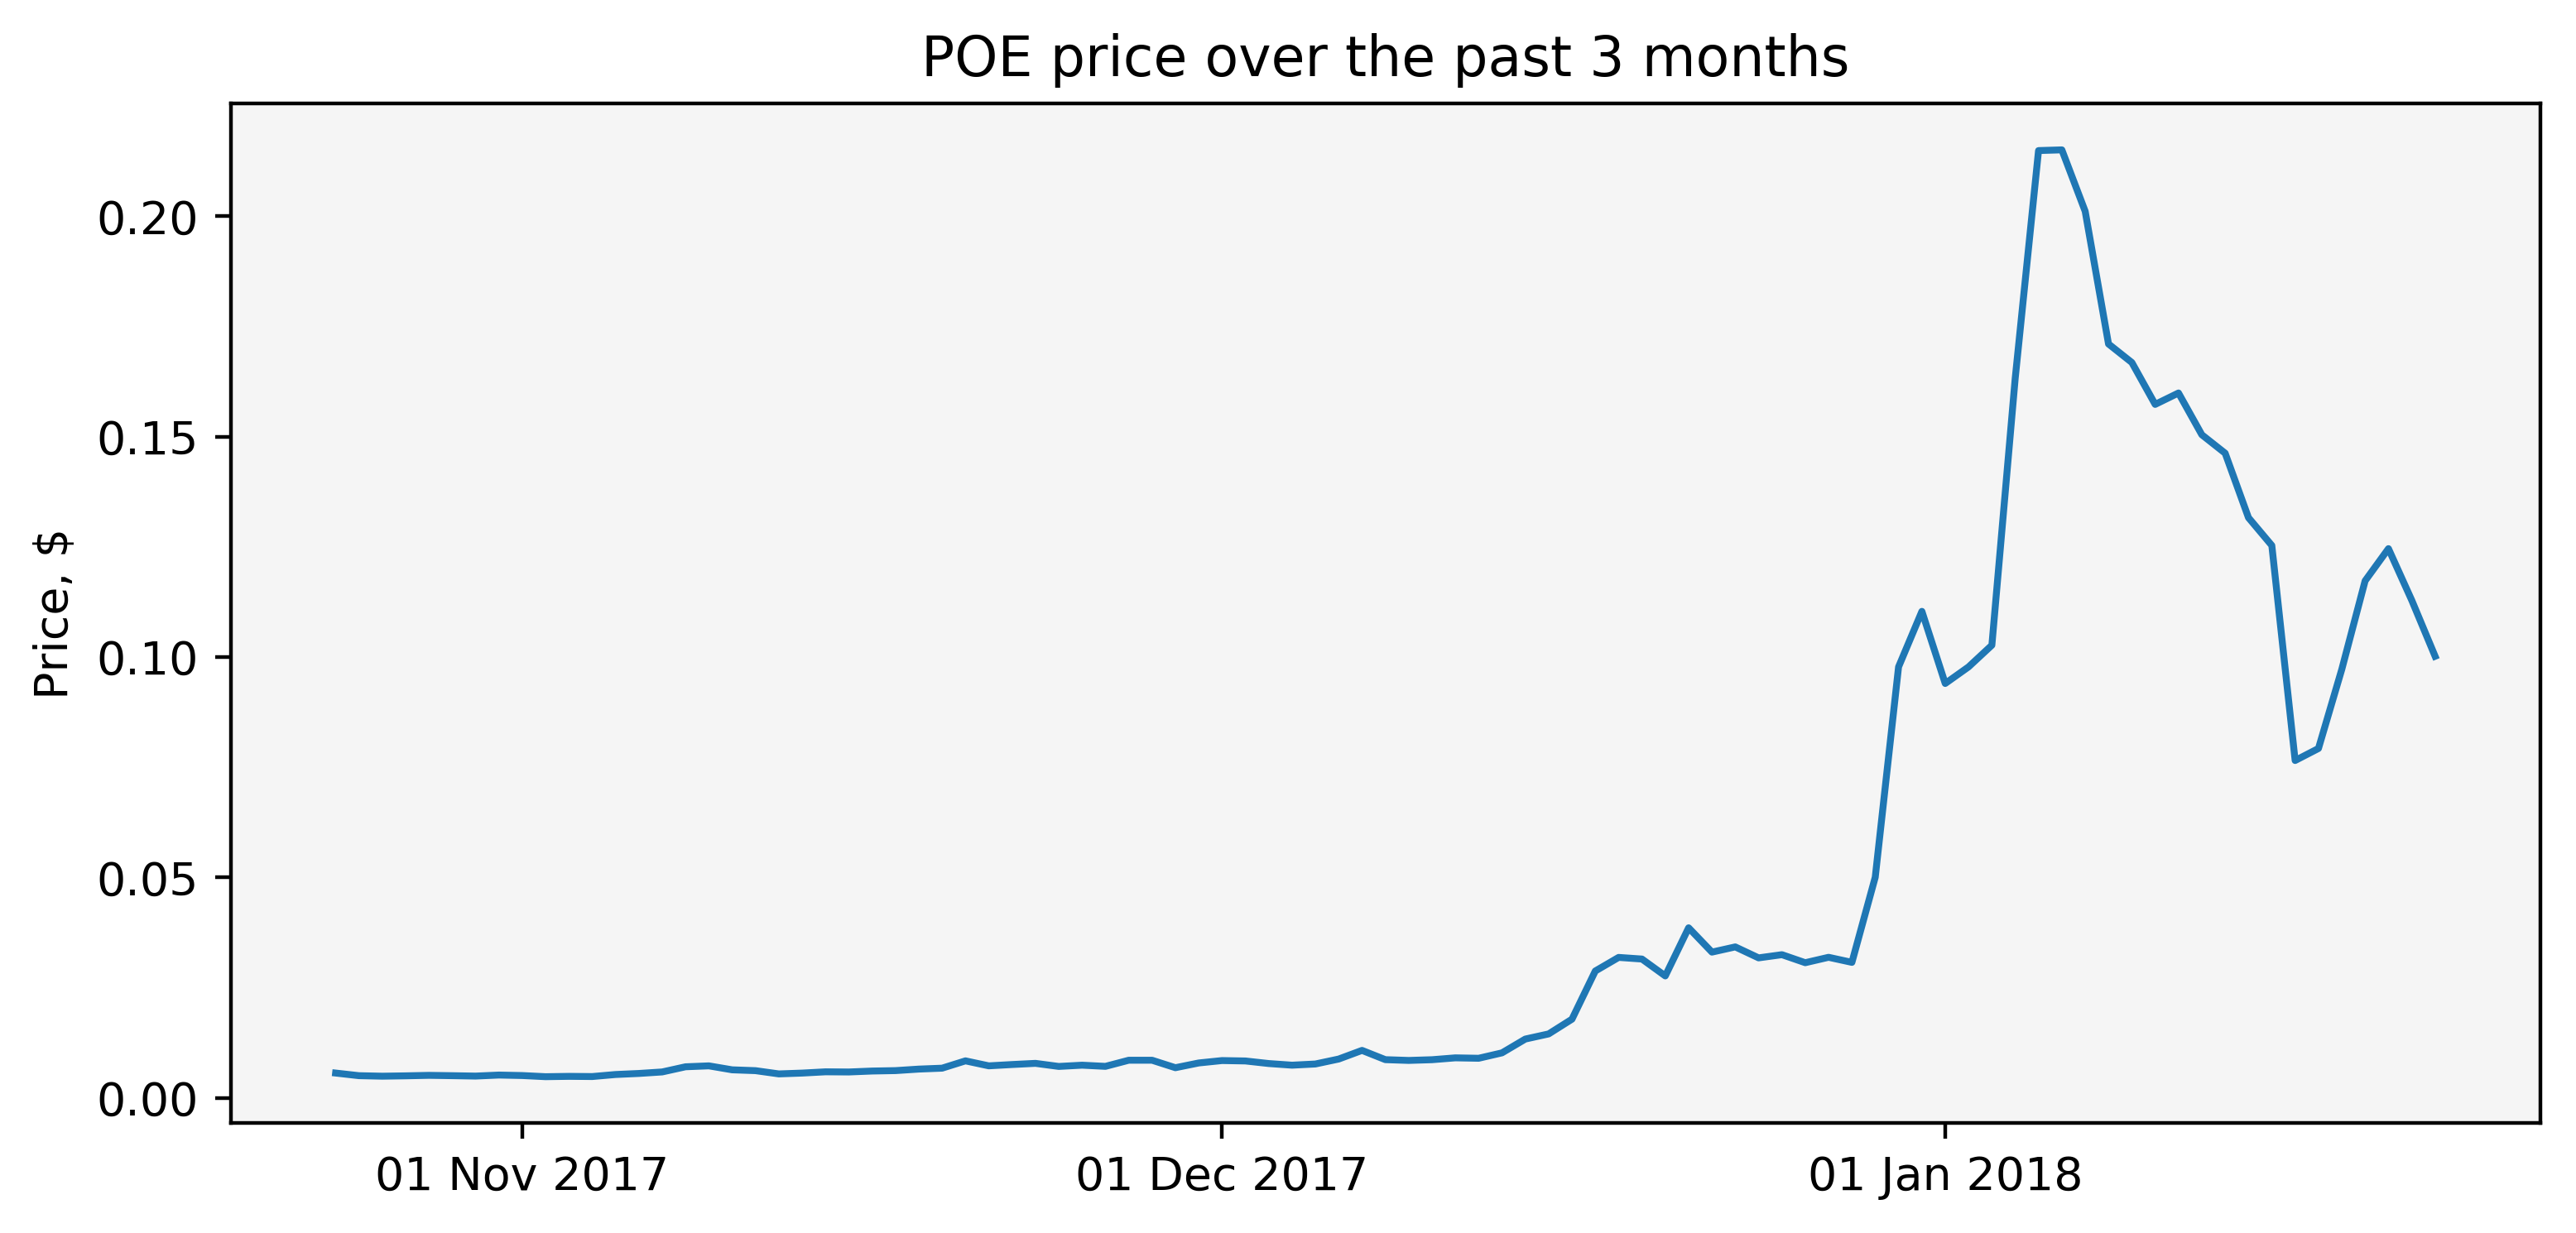 POE price over the past 3 months
Price, $
0.20
0.15
0.10
0.05
0.00
01 Nov 2017
01 Dec 2017
01 Jan 2018